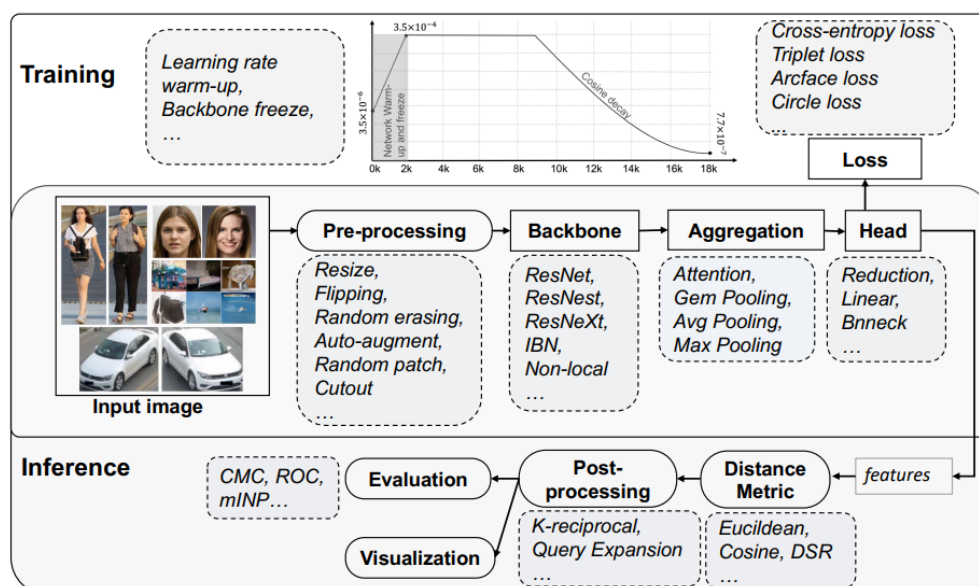 Training
Learning rate
warm-up,
Backbone freeze,
...
3.5×10⁻⁴
3.5×10⁻⁶
Network Warm-
up and freeze
Cosine decay
7.7×10⁻⁷
0k 2k 4k 6k 8k 10k 12k 14k 16k 18k
Cross-entropy loss
Triplet loss
Arcface loss
Circle loss
...
Loss
Input image
Pre-processing
Resize,
Flipping,
Random erasing,
Auto-augment,
Random patch,
Cutout
...
Backbone
ResNet,
ResNest,
ResNeXt,
IBN,
Non-local
...
Aggregation
Attention,
Gem Pooling,
Avg Pooling,
Max Pooling
Head
Reduction,
Linear,
Bnneck
...
Inference
CMC, ROC,
mINP...
Evaluation
Visualization
Post-
processing
K-reciprocal,
Query Expansion
...
Distance
Metric
Eucildean,
Cosine, DSR
...
features